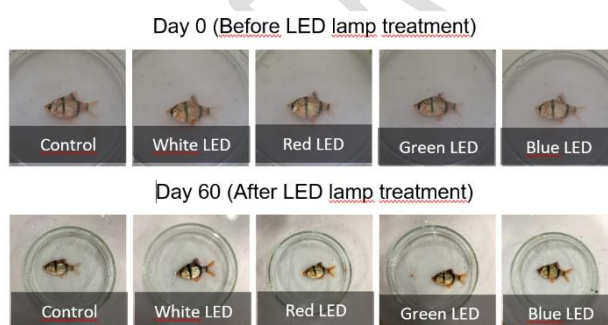 Day 0 (Before LED lamp treatment)
Control White LED Red LED Green LED Blue LED
Day 60 (After LED lamp treatment)
Control White LED Red LED Green LED Blue LED